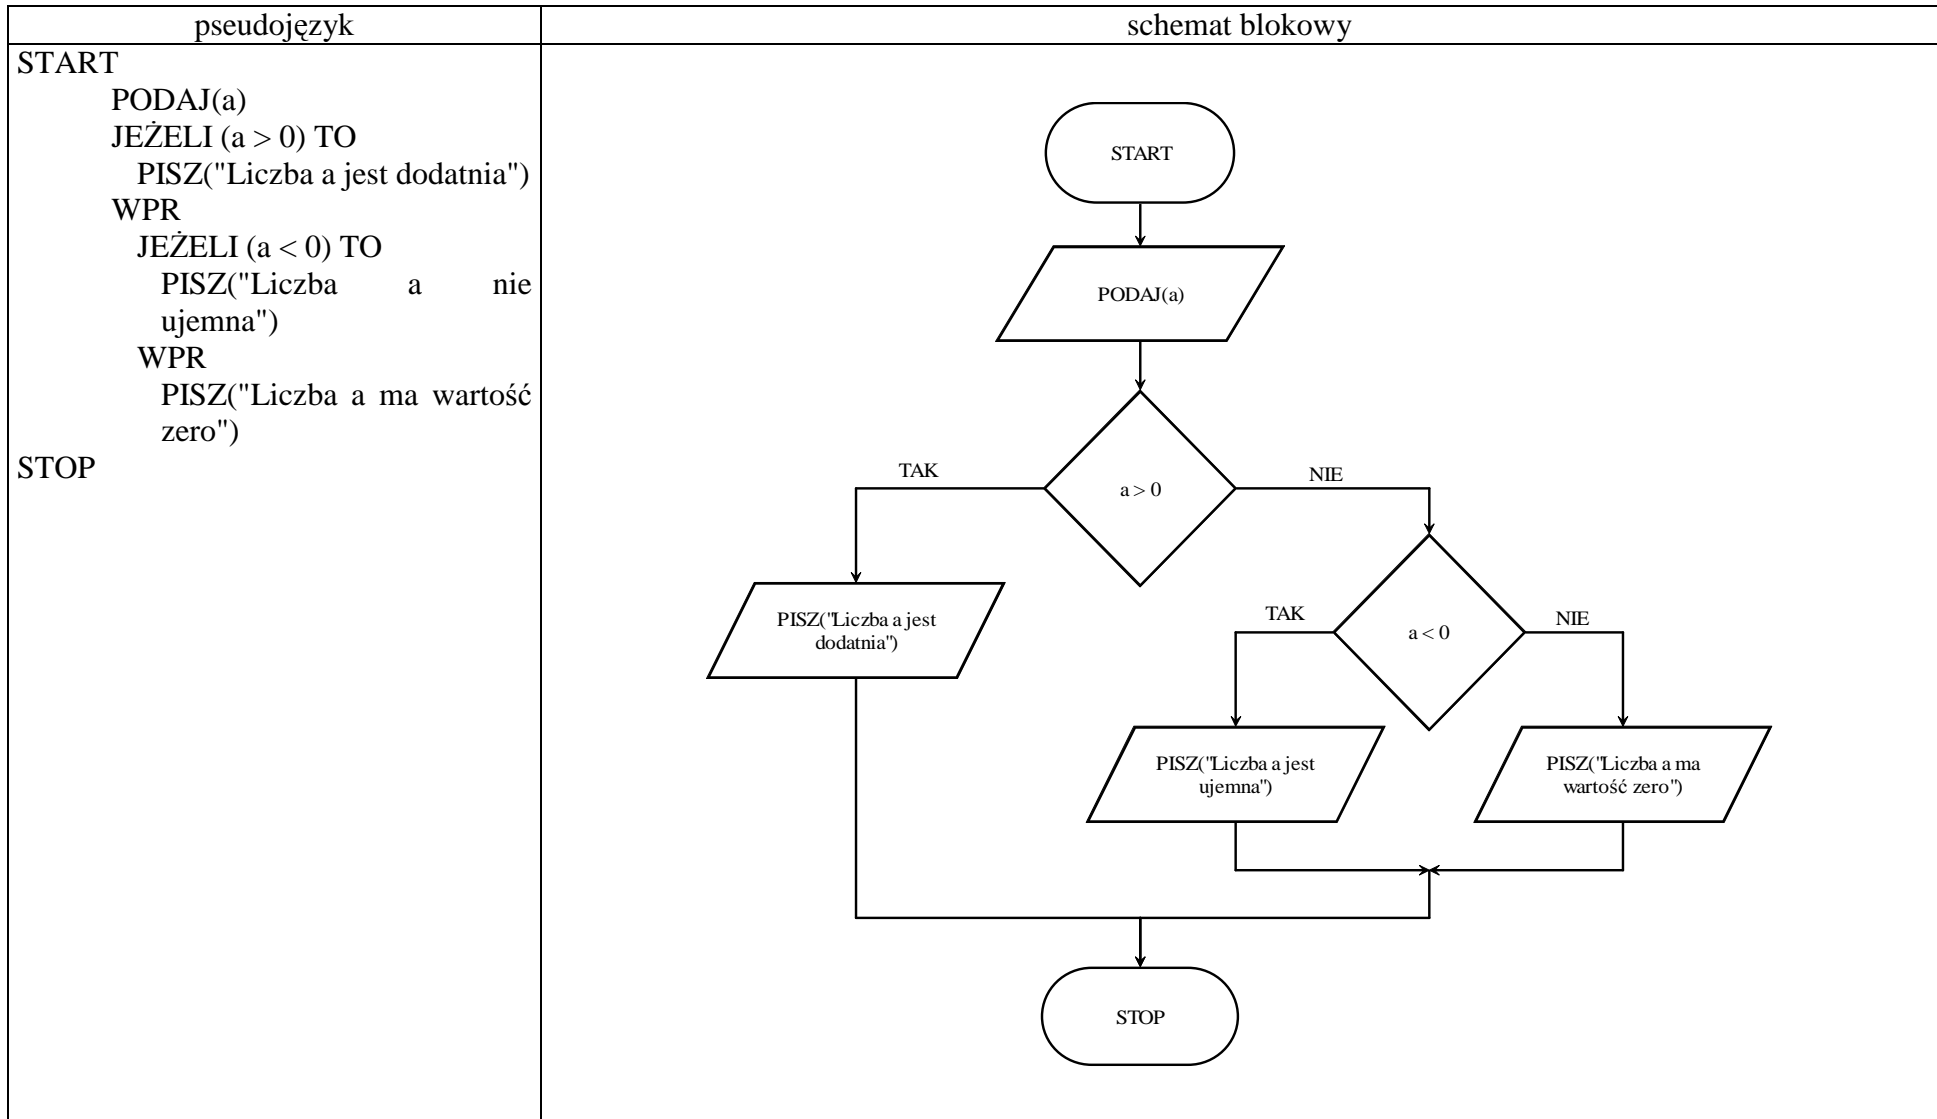 pseudojęzyk
schemat blokowy
START
PODAJ(a)
JEŻELI (a > 0) TO
PISZ("Liczba a jest dodatnia")
WPR
JEŻELI (a < 0) TO
PISZ("Liczba a nie
ujemna")
WPR
PISZ("Liczba a ma wartość
zero")
STOP
START
PODAJ(a)
a > 0
TAK
NIE
PISZ("Liczba a jest
dodatnia")
a < 0
TAK
NIE
PISZ("Liczba a jest
ujemna")
PISZ("Liczba a ma
wartość zero")
STOP